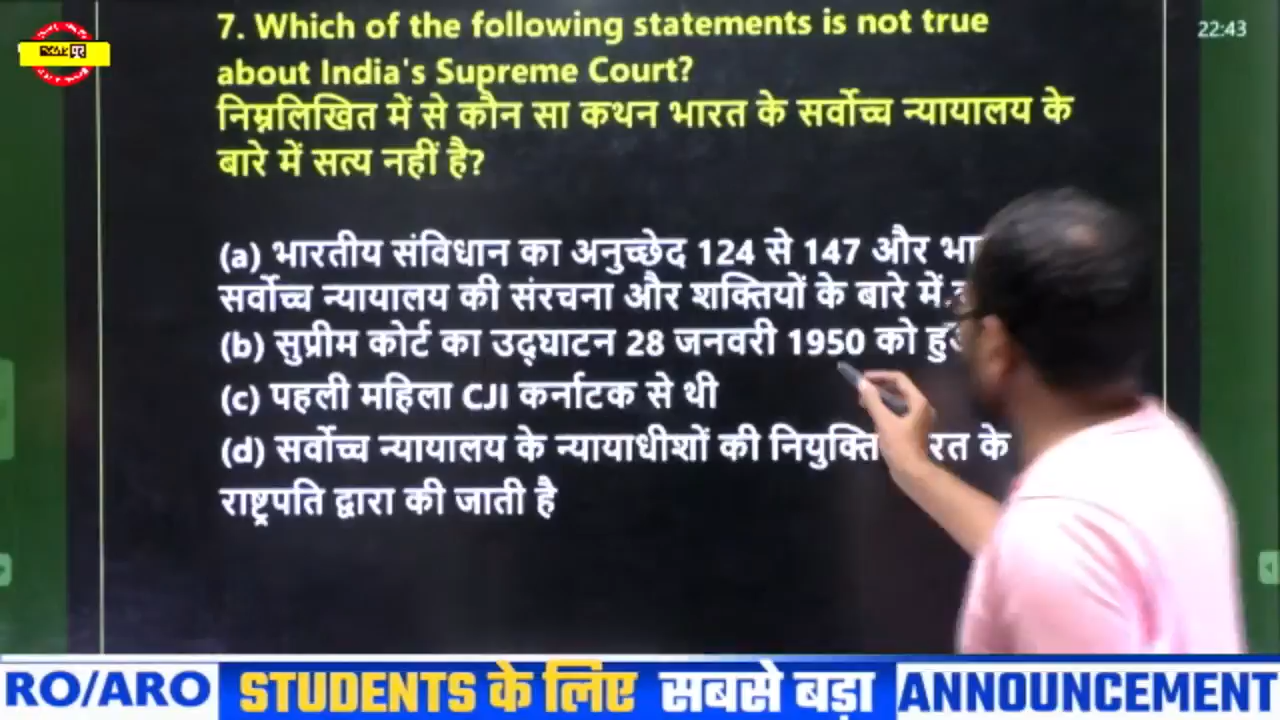 7. Which of the following statements is not true
about India's Supreme Court?
निम्नलिखित में से कौन सा कथन भारत के सर्वोच्च न्यायालय के
बारे में सत्य नहीं है?
(a) भारतीय संविधान का अनुच्छेद 124 से 147 और
सर्वोच्च न्यायालय की संरचना और शक्तियों के बारे में
(b) सुप्रीम कोर्ट का उद्घाटन 28 जनवरी 1950 को
(c) पहली महिला CJI कर्नाटक से थी
(d) सर्वोच्च न्यायालय के न्यायाधीशों की नियुक्ति के
राष्ट्रपति द्वारा की जाती है
22:43
RO/ARO STUDENTS के लिए सबसे बड़ा ANNOUNCEMENT